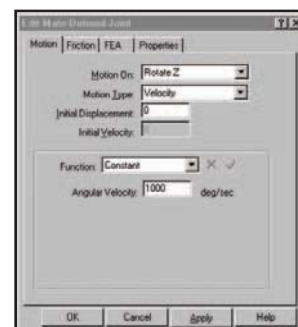 Edit Mate-Defined Joint
Motion Friction FEA Properties
Motion On: Rotate Z
Motion Type: Velocity
Initial Displacement: 0
Initial Velocity:
Function: Constant
Angular Velocity: 1000 deg/sec
OK Cancel Apply Help